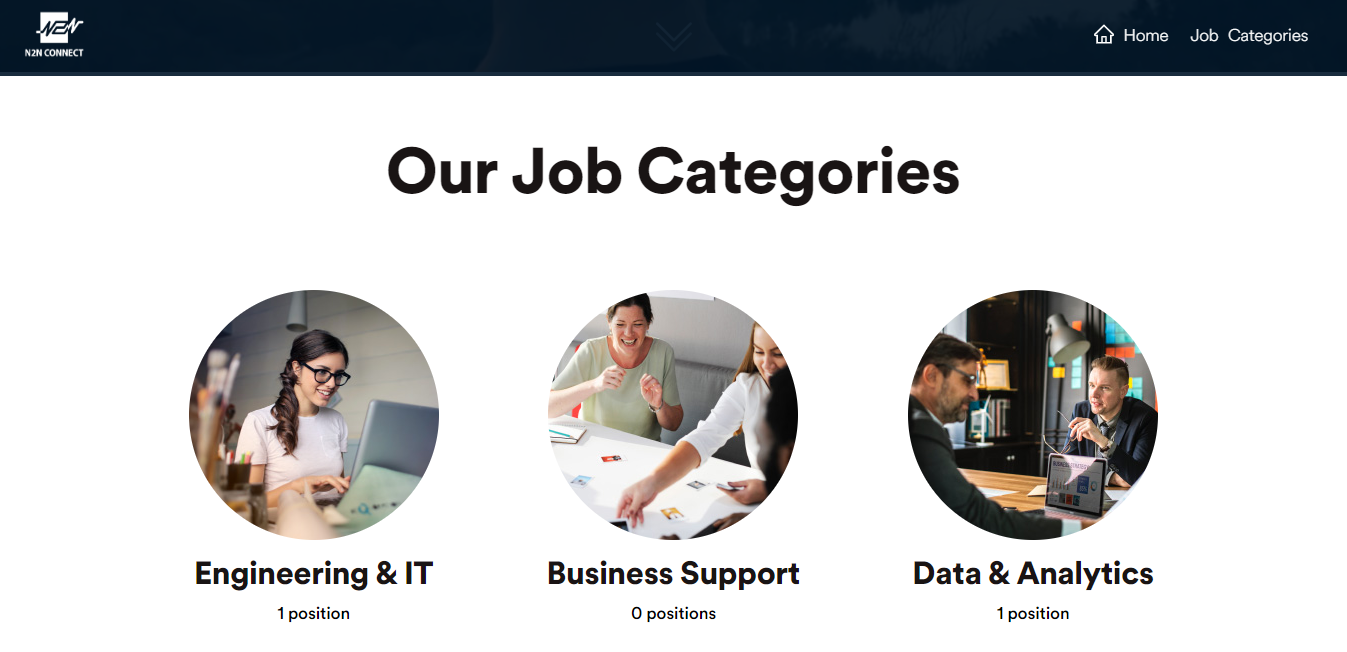 N2N
N2N CONNECT
Home
Job Categories
Our Job Categories
Engineering & IT
1 position
Business Support
0 positions
Data & Analytics
1 position